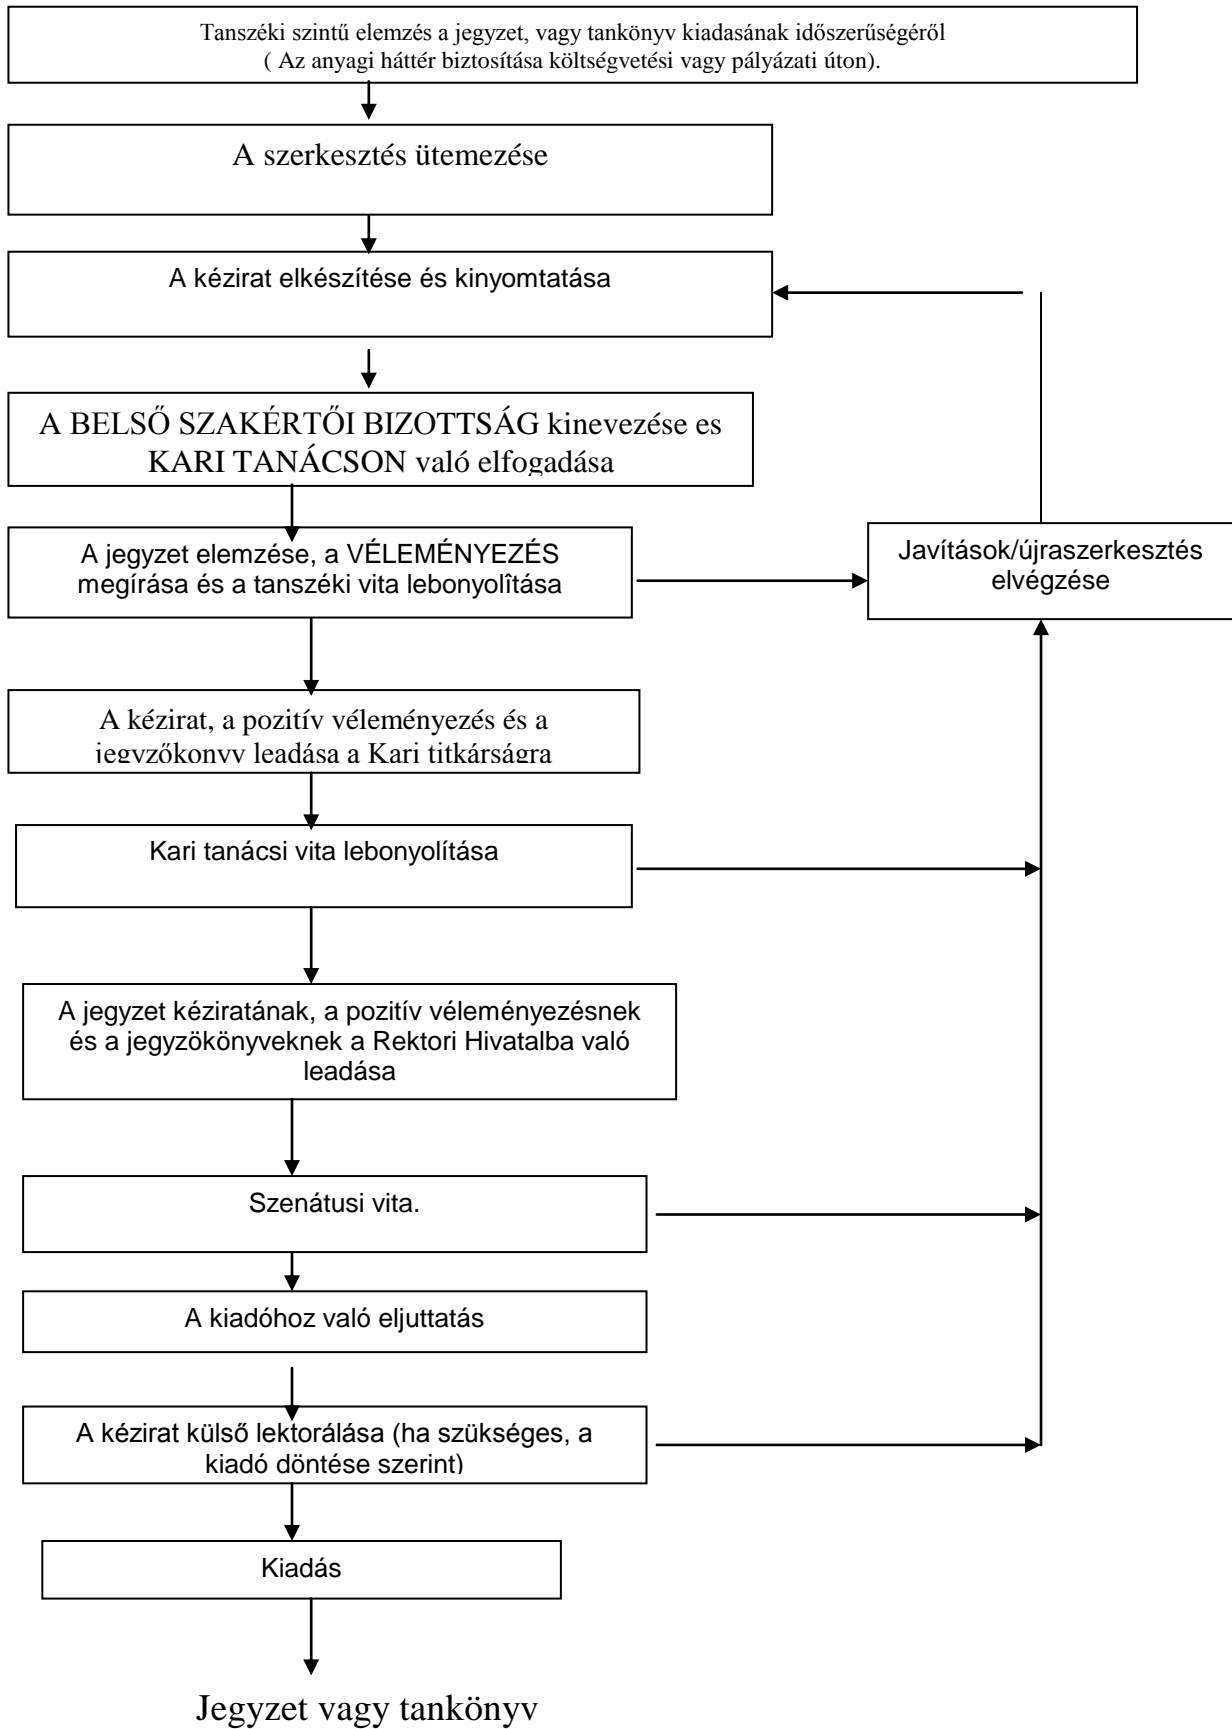 Tanszéki szintű elemzés a jegyzet, vagy tankönyv kiadasának időszerűségéről
( Az anyagi háttér biztosítása költségvetési vagy pályázati úton).
A szerkesztés ütemezése
A kézirat elkészítése és kinyomtatása
A BELSŐ SZAKÉRTŐI BIZOTTSÁG kinevezése es
KARI TANÁCSON való elfogadása
A jegyzet elemzése, a VÉLEMÉNYEZÉS
megírása és a tanszéki vita lebonyolîtása
Javítások/újraszerkesztés
elvégzése
A kézirat, a pozitív véleményezés és a
jegyzőkonyv leadása a Kari titkárságra
Kari tanácsi vita lebonyolítása
A jegyzet kéziratának, a pozitív véleményezésnek
és a jegyzökönyveknek a Rektori Hivatalba való
leadása
Szenátusi vita.
A kiadóhoz való eljuttatás
A kézirat külső lektorálása (ha szükséges, a
kiadó döntése szerint)
Kiadás
Jegyzet vagy tankönyv